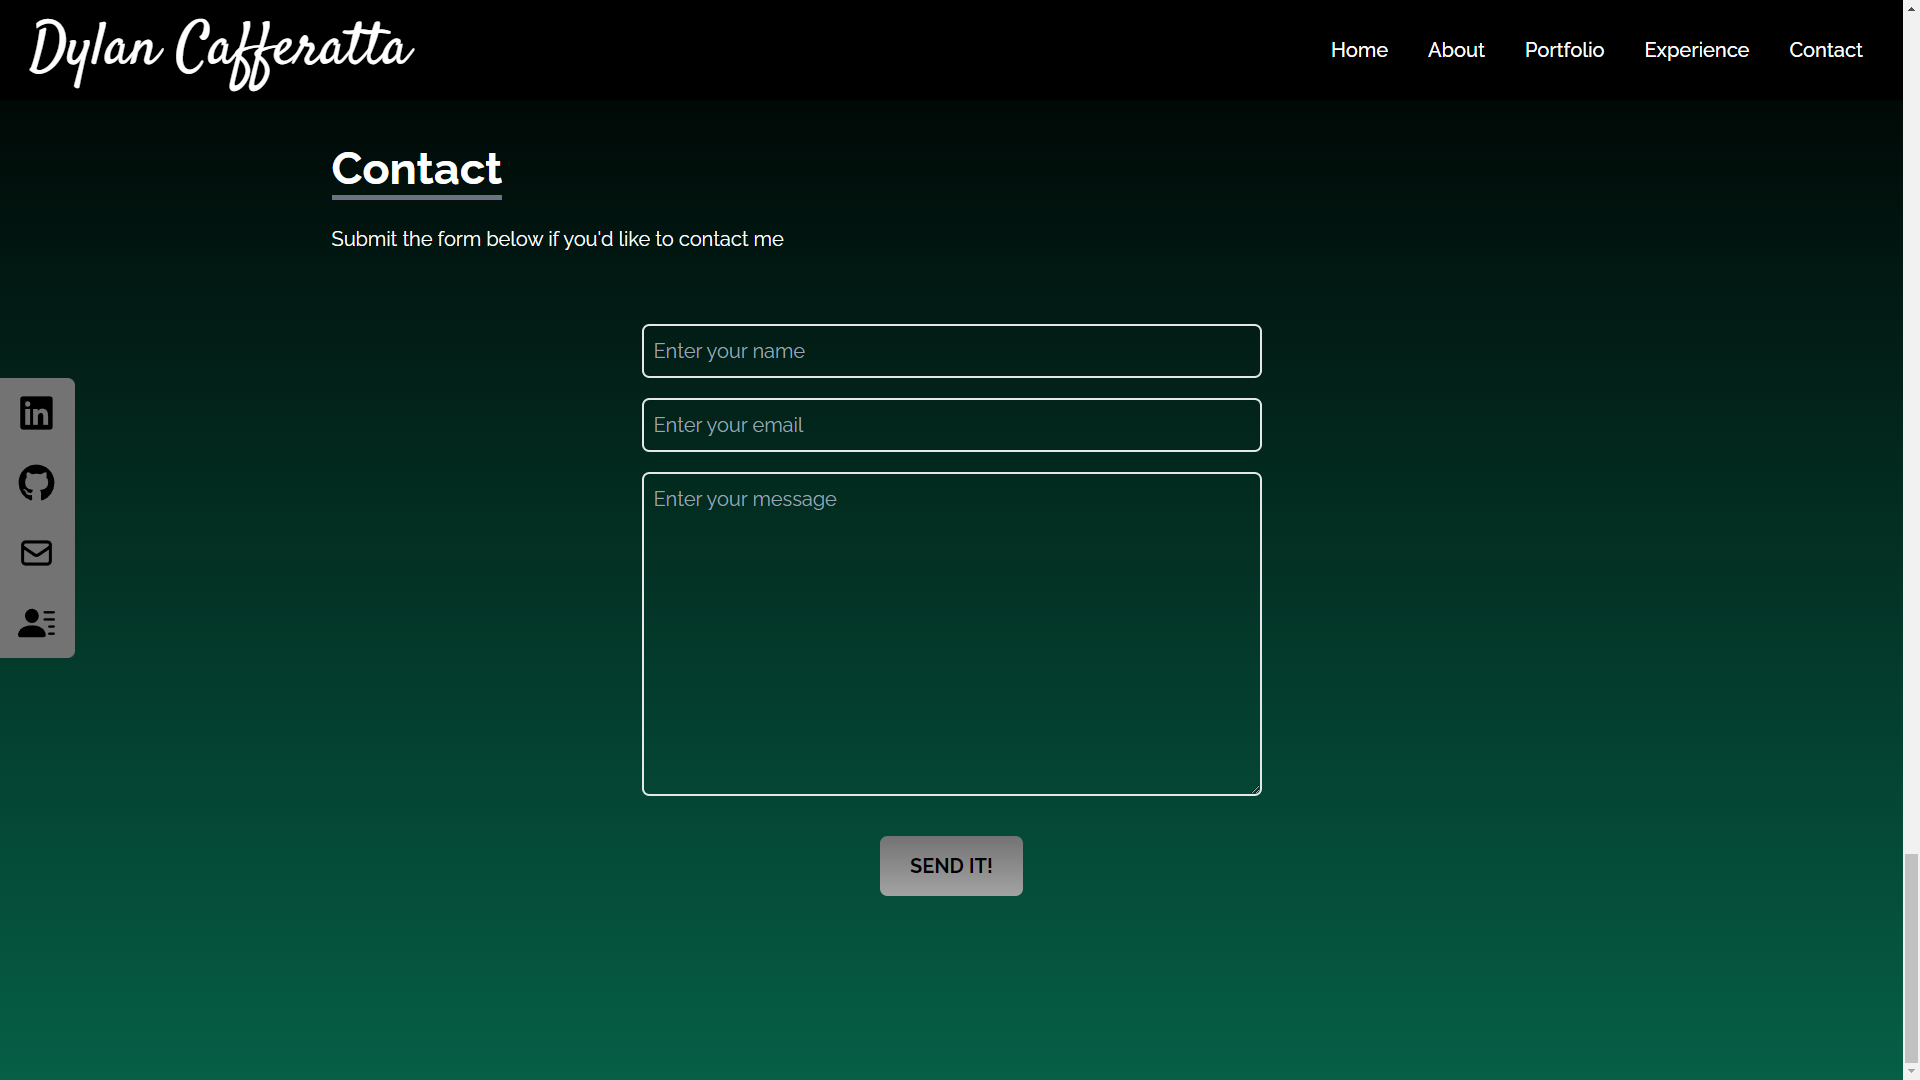 Dylan Cafferatta
Home About Portfolio Experience Contact
Contact
Submit the form below if you'd like to contact me
Enter your name
Enter your email
Enter your message
SEND IT!